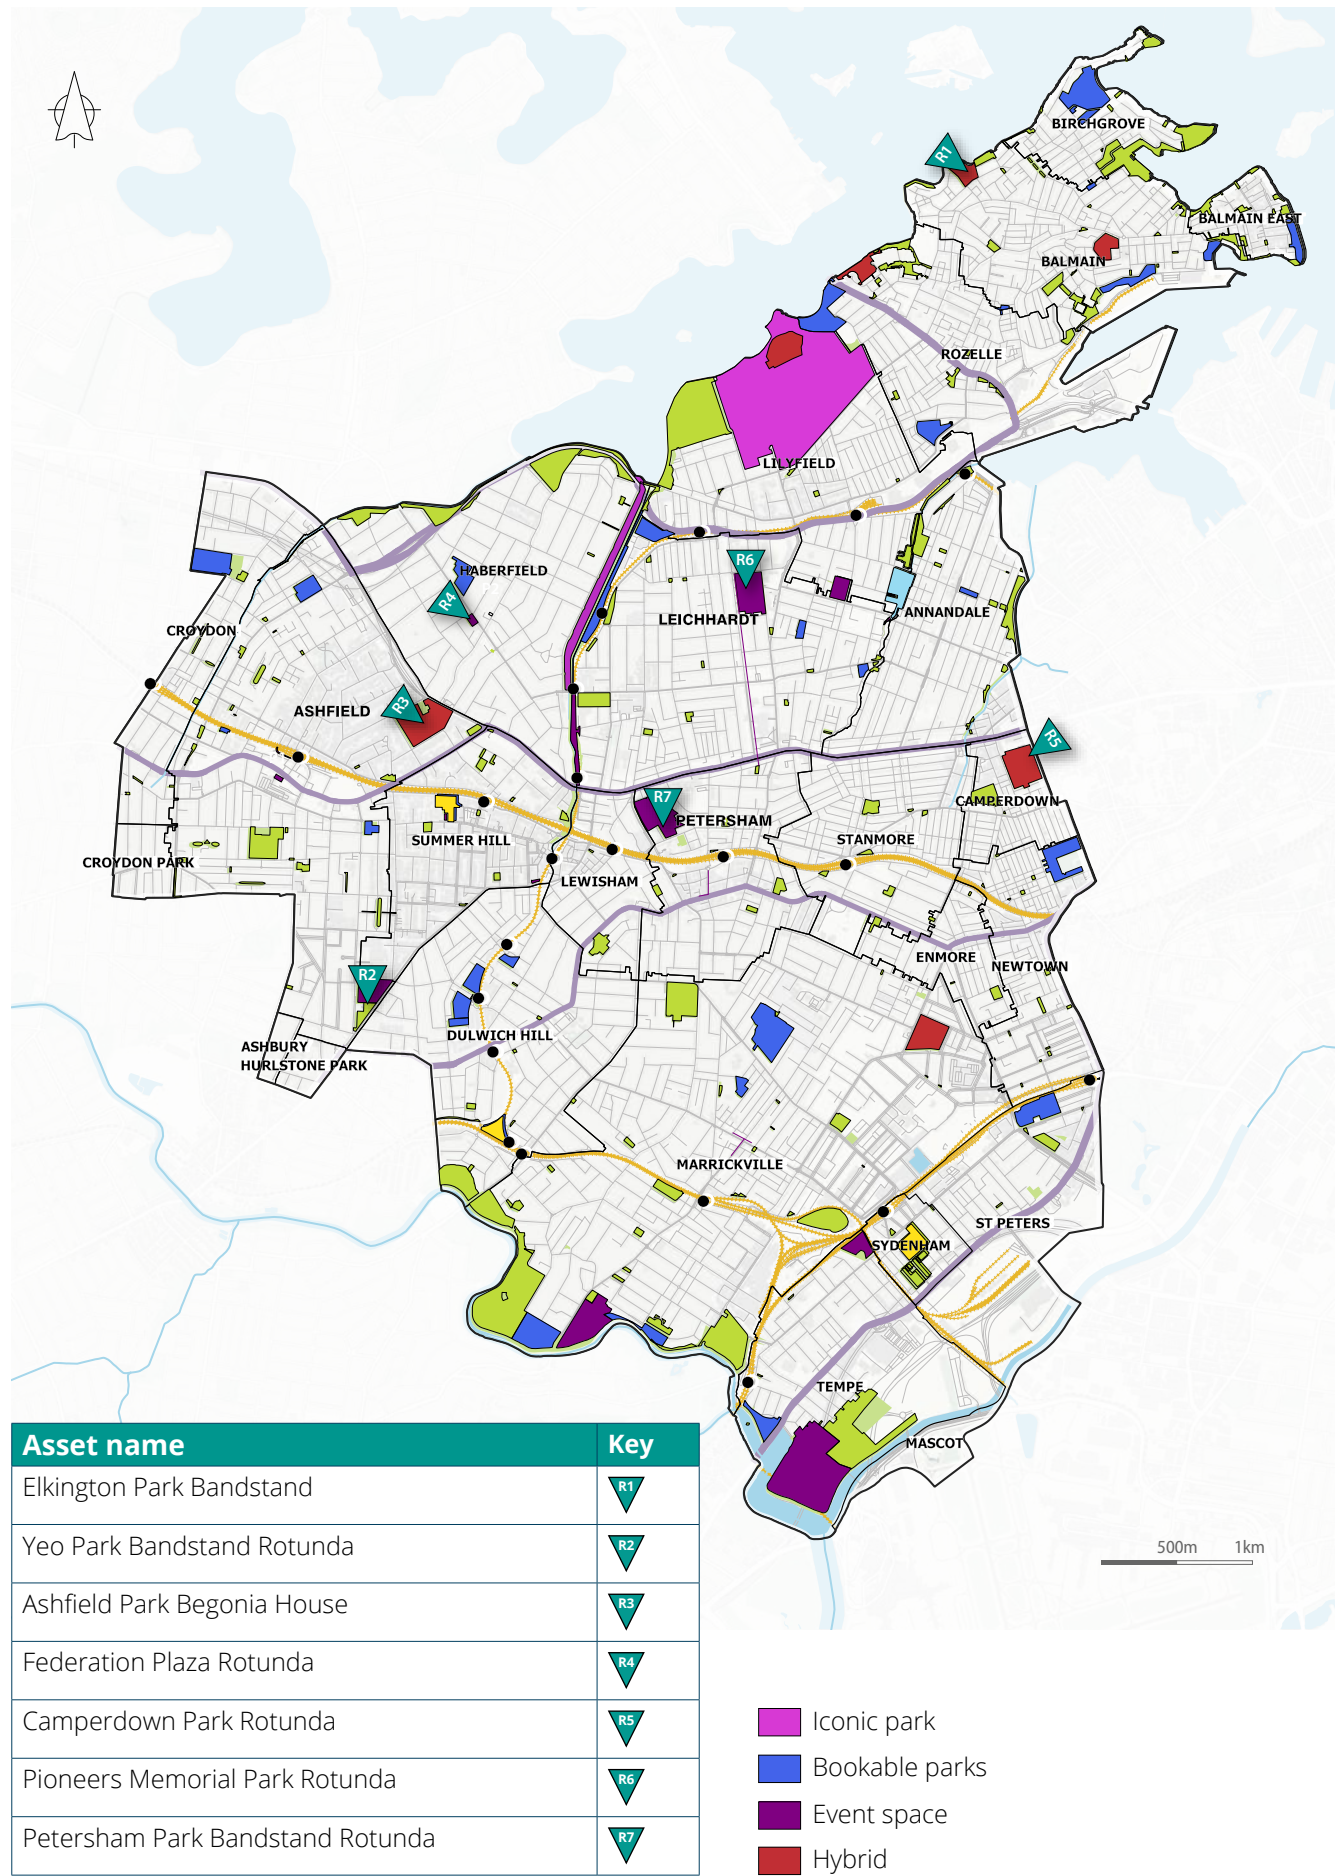 BIRCHGROVE
R1
BALMAIN EAST
BALMAIN
ROZELLE
LILYFIELD
R6
HABERFIELD
R4
LEICHHARDT
ANNANDALE
CROYDON
ASHFIELD
R3
R5
CAMPERDOWN
R7
PETERSHAM
STANMORE
SUMMER HILL
CROYDON PARK
LEWISHAM
ENMORE
NEWTOWN
R2
DULWICH HILL
ASHBURY
HURLSTONE PARK
MARRICKVILLE
ST PETERS
SYDENHAM
TEMPE
MASCOT
500m 1km
Asset name Key
Elkington Park Bandstand R1
Yeo Park Bandstand Rotunda R2
Ashfield Park Begonia House R3
Federation Plaza Rotunda R4
Camperdown Park Rotunda R5
Pioneers Memorial Park Rotunda R6
Petersham Park Bandstand Rotunda R7
Iconic park
Bookable parks
Event space
Hybrid